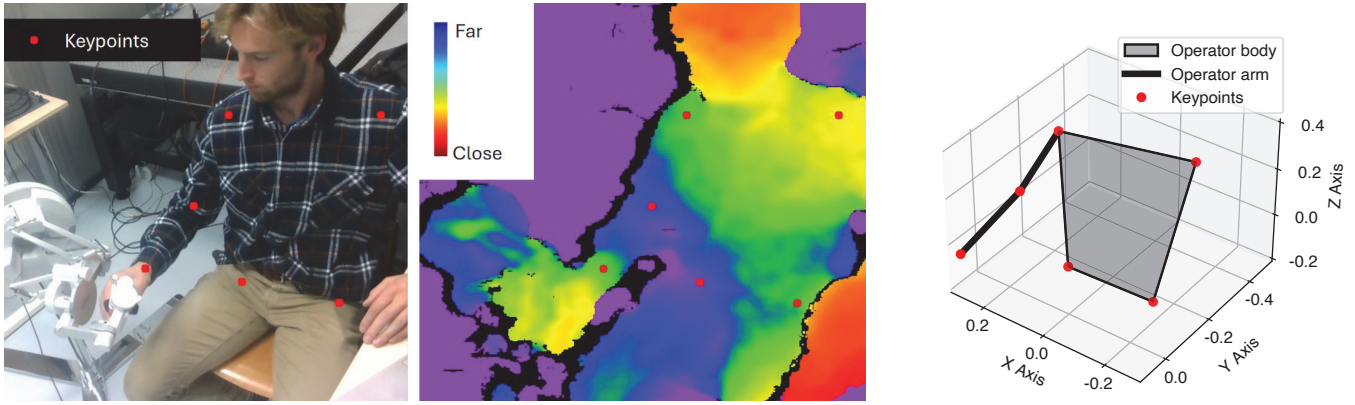 Keypoints
Far
Close
Operator body
Operator arm
Keypoints
0.4
0.2
0.0
-0.2
Z Axis
0.2
0.0
-0.2
X Axis
-0.4
-0.2
0.0
Y Axis